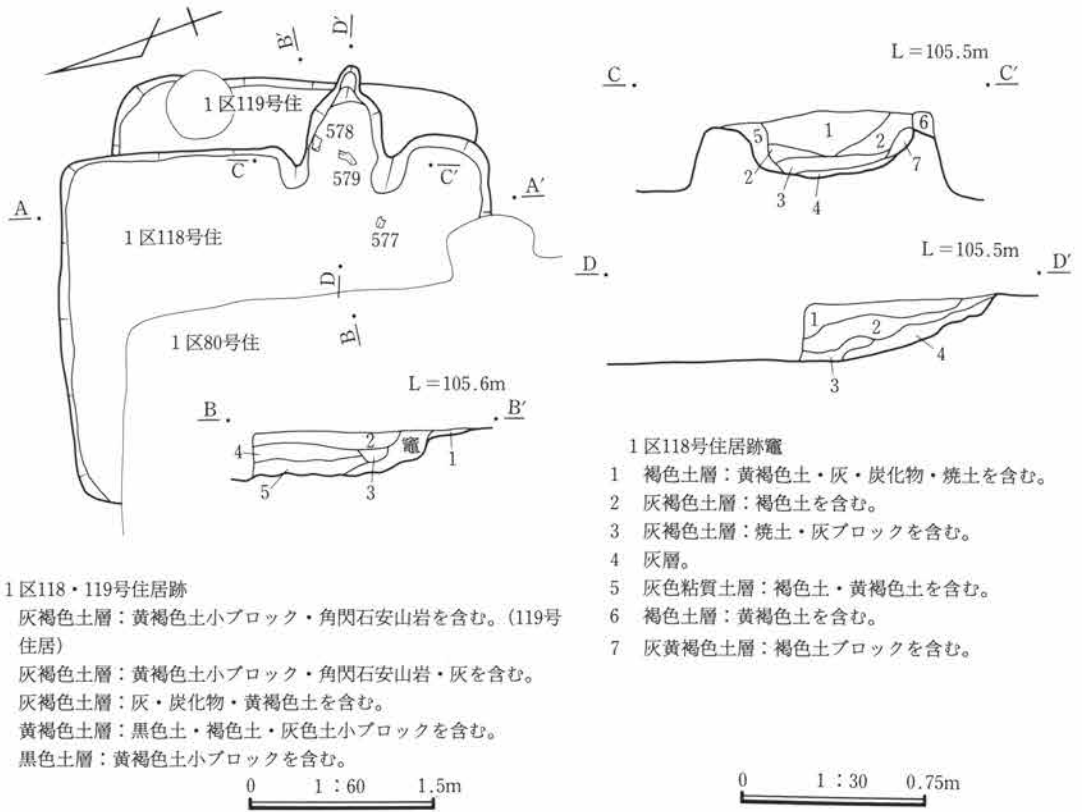 B'
D'
1区119号住
578
579
C
C'
A
A'
1区118号住
577
D
B
1区80号住
L=105.6m
B
B'
2
竈
4
1
5
3
L=105.5m
C
C'
1
6
5
2
7
2
3
4
L=105.5m
D
D'
1
2
4
3
1区118・119号住居跡
灰褐色土層：黄褐色土小ブロック・角閃石安山岩を含む。(119号
住居)
灰褐色土層：黄褐色土小ブロック・角閃石安山岩・灰を含む。
灰褐色土層：灰・炭化物・黄褐色土を含む。
黄褐色土層：黒色土・褐色土・灰色土小ブロックを含む。
黒色土層：黄褐色土小ブロックを含む。
0 1:60 1.5m
1区118号住居跡竈
1 褐色土層：黄褐色土・灰・炭化物・焼土を含む。
2 灰褐色土層：褐色土を含む。
3 灰褐色土層：焼土・灰ブロックを含む。
4 灰層。
5 灰色粘質土層：褐色土・黄褐色土を含む。
6 褐色土層：黄褐色土を含む。
7 灰黄褐色土層：褐色土ブロックを含む。
0 1:30 0.75m